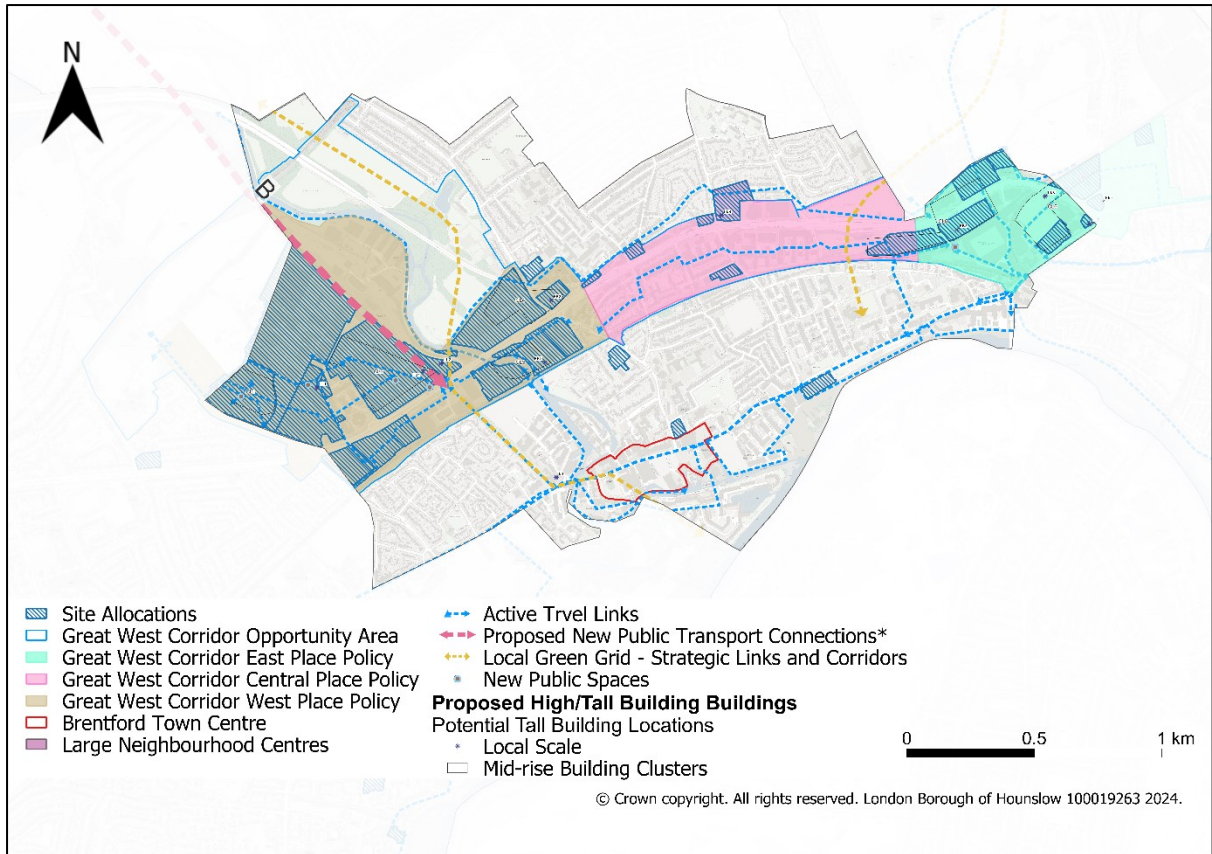 N
B
Site Allocations
Great West Corridor Opportunity Area
Great West Corridor East Place Policy
Great West Corridor Central Place Policy
Great West Corridor West Place Policy
Brentford Town Centre
Large Neighbourhood Centres
Active Trvel Links
Proposed New Public Transport Connections*
Local Green Grid - Strategic Links and Corridors
New Public Spaces
Proposed High/Tall Building Buildings
Potential Tall Building Locations
Local Scale
Mid-rise Building Clusters
0 0.5 1 km
© Crown copyright. All rights reserved. London Borough of Hounslow 100019263 2024.